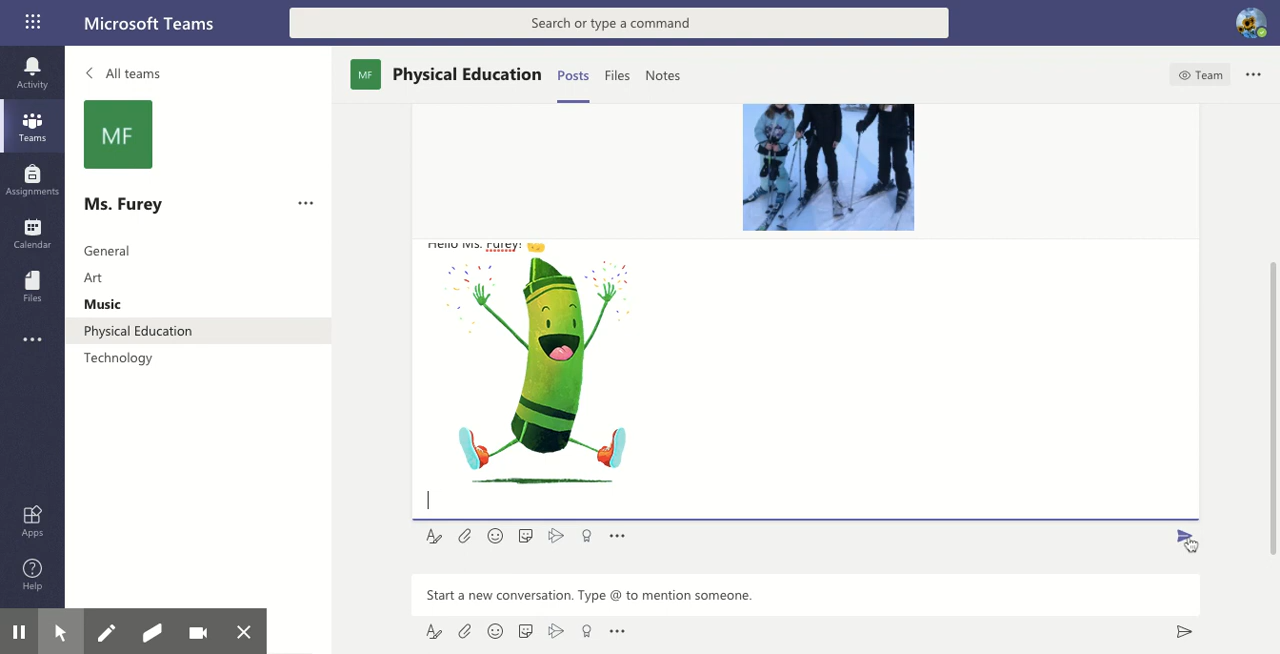 Microsoft Teams
Search or type a command
Activity
Teams
Assignments
Calendar
Files
Apps
Help
All teams
MF
Ms. Furey
General
Art
Music
Physical Education
Technology
MF
Physical Education
Posts
Files
Notes
Team
Hello Ms. Furey!
Start a new conversation. Type @ to mention someone.